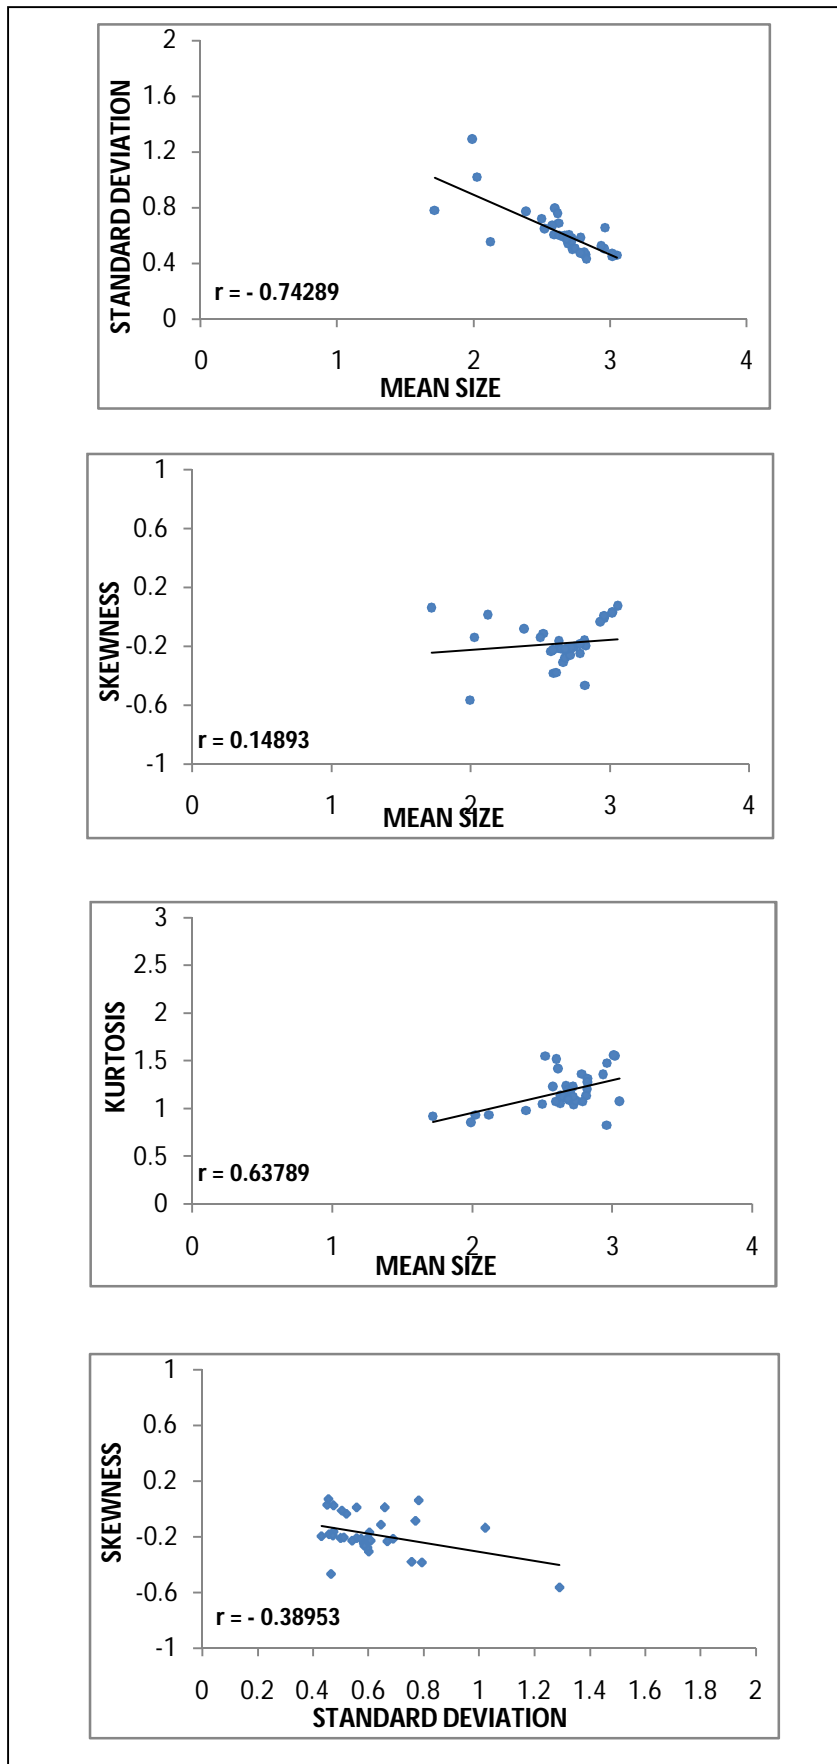 2
1.6
1.2
0.8
0.4
0
STANDARD DEVIATION
r = - 0.74289
0 1 2 3 4
MEAN SIZE
1
0.6
0.2
-0.2
-0.6
-1
SKEWNESS
r = 0.14893
0 1 2 3 4
MEAN SIZE
3
2.5
2
1.5
1
0.5
0
KURTOSIS
r = 0.63789
0 1 2 3 4
MEAN SIZE
1
0.6
0.2
-0.2
-0.6
-1
SKEWNESS
r = - 0.38953
0 0.2 0.4 0.6 0.8 1 1.2 1.4 1.6 1.8 2
STANDARD DEVIATION